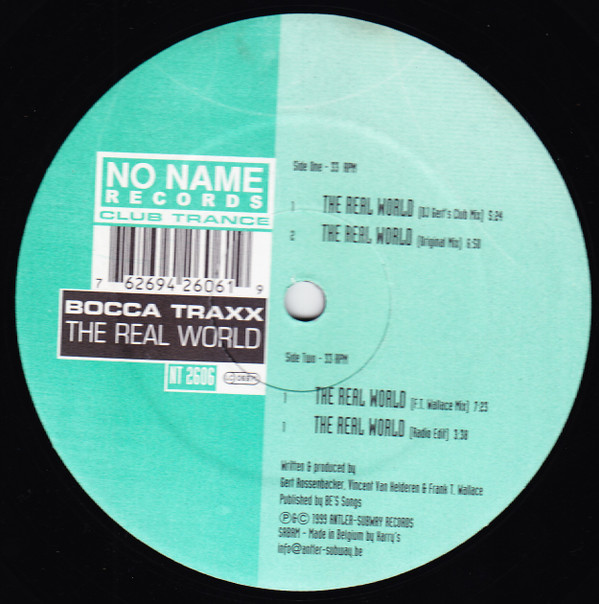 NO NAME
RECORDS
CLUB TRANCE
7 62694 26061 9
BOCCA TRAXX
THE REAL WORLD
NT 2606
Side One - 33 RPM
1 THE REAL WORLD (DJ Gert's Club Mix) 5:24
2 THE REAL WORLD (Original Mix) 6:50
Side Two - 33 RPM
1 THE REAL WORLD (F.T. Wallace Mix) 7:23
1 THE REAL WORLD (Radio Edit) 3:38
Written & produced by
Gert Rossenbacker, Vincent Van Helderen & Frank T. Wallace
Published by BE'S Songs
℗&© 1999 ANTLER-SUBWAY RECORDS
SABAM - Made in Belgium by Harry's
info@antler-subway.be